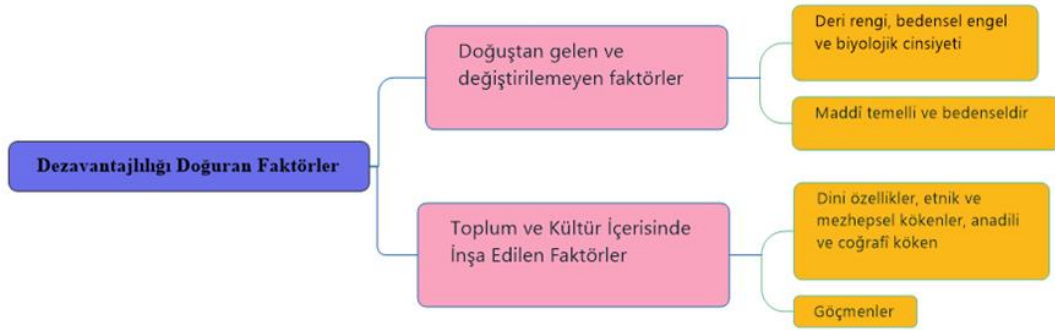 Dezavantajlılığı Doğuran Faktörler
Doğuştan gelen ve
değiştirilemeyen faktörler
Deri rengi, bedensel engel
ve biyolojik cinsiyeti
Maddî temelli ve bedenseldir
Toplum ve Kültür İçerisinde
İnşa Edilen Faktörler
Dini özellikler, etnik ve
mezhepsel kökenler, anadili
ve coğrafî köken
Göçmenler